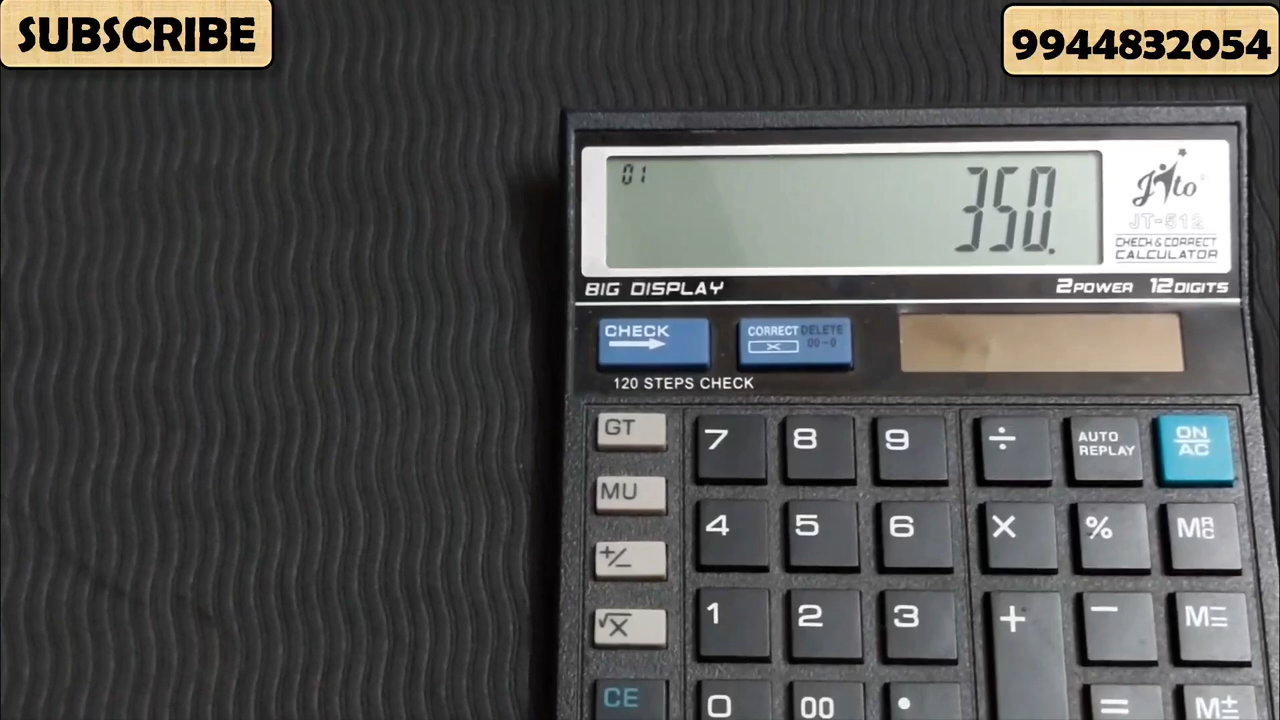 SUBSCRIBE
9944832054
01
350.
Jito
JT-512
CHECK & CORRECT
CALCULATOR
BIG DISPLAY
2POWER 12DIGITS
CHECK
CORRECT DELETE
X 00→0
120 STEPS CHECK
GT 7 8 9 ÷ AUTO REPLAY ON/AC
MU 4 5 6 X % MRC
+/− 1 2 3 + − M=
√X
CE 0 00 • = M±